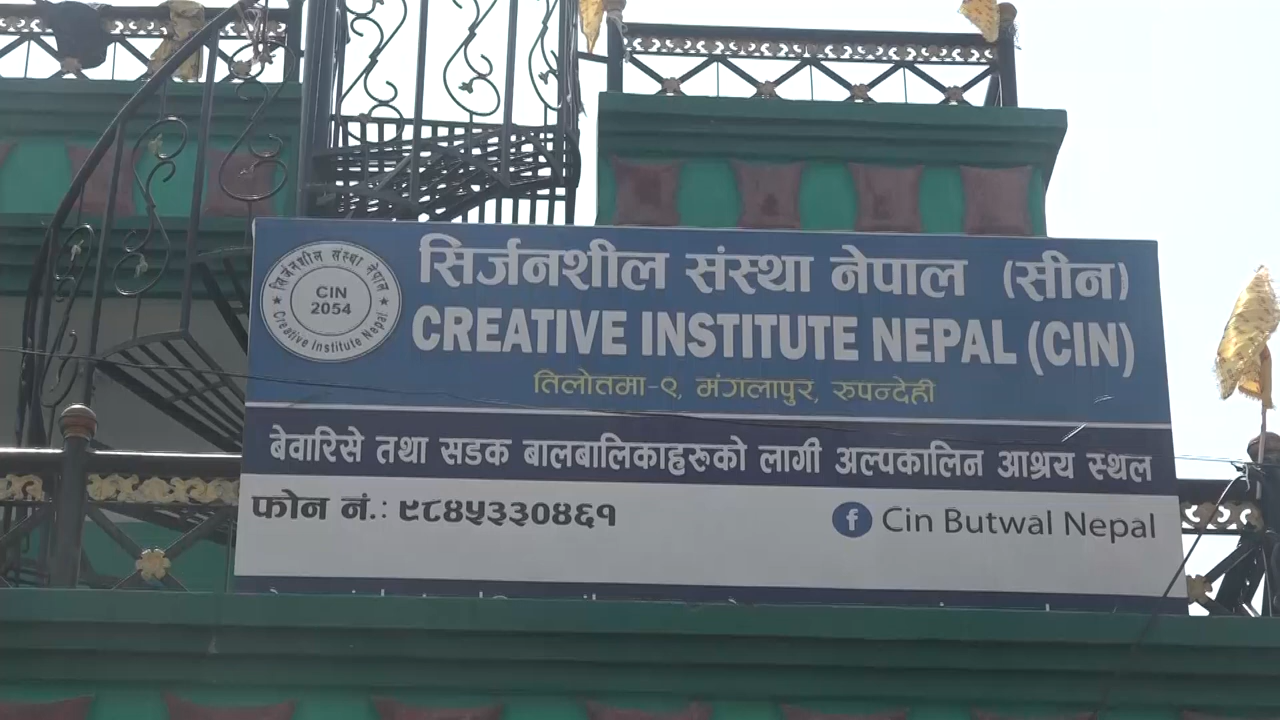 सिर्जनशील संस्था नेपाल
CIN
2054
Creative Institute Nepal
सिर्जनशील संस्था नेपाल (सीन)
CREATIVE INSTITUTE NEPAL (CIN)
तिलोत्तमा-९, मंगलापुर, रुपन्देही
बेवारिसे तथा सडक बालबालिकाहरुको लागी अल्पकालिन आश्रय स्थल
फोन नं.: ९८४५३३०४६१
Cin Butwal Nepal